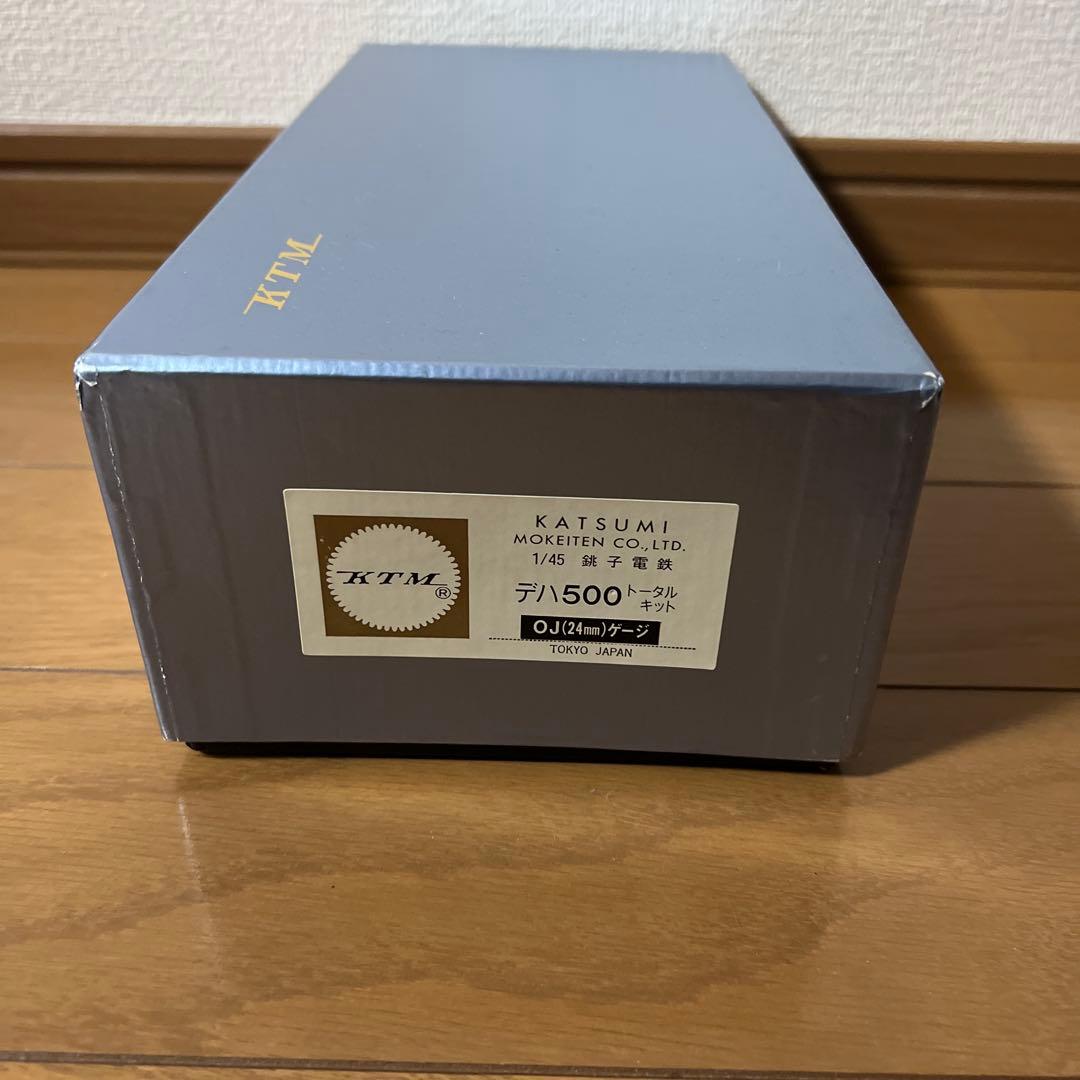 KTM
KTM®
KATSUMI
MOKEITEN CO., LTD.
1/45 銚子電鉄
デハ500 トータル
キット
OJ(24mm)ゲージ
TOKYO JAPAN